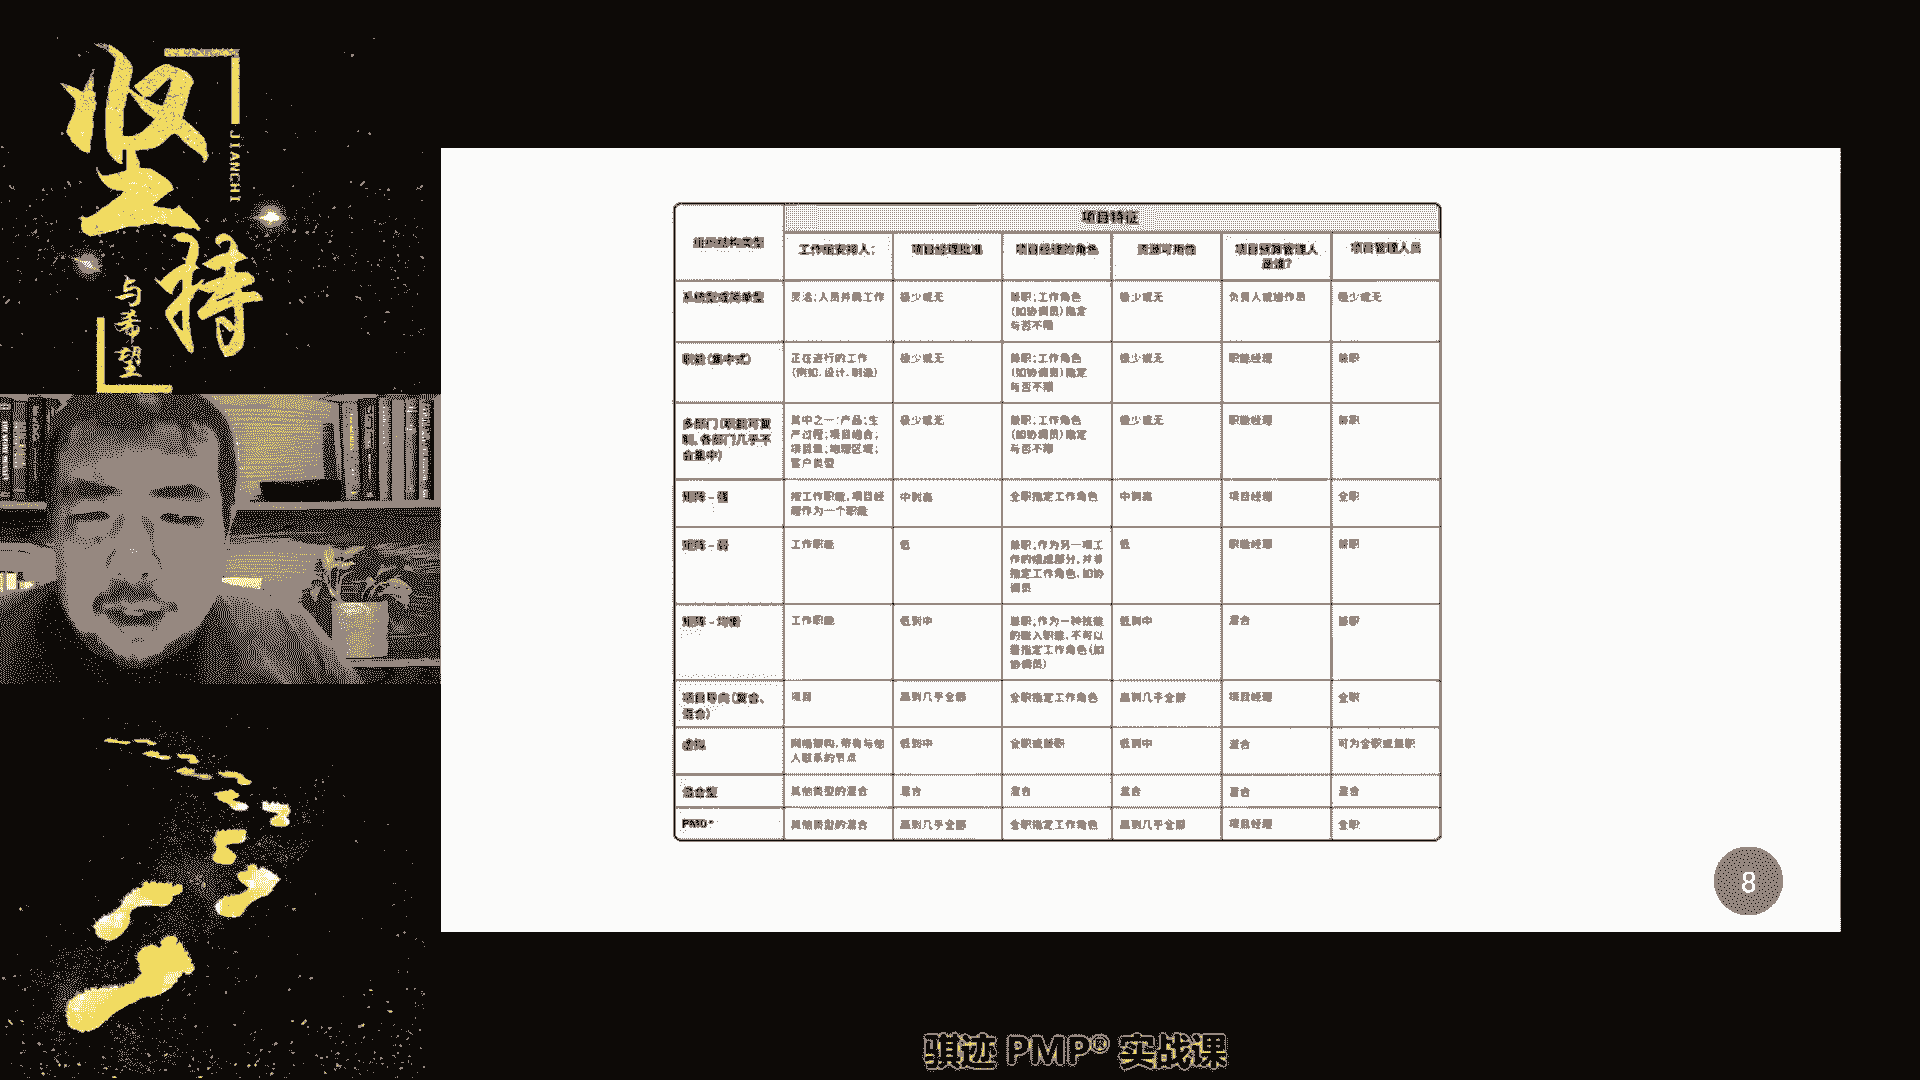 坚
持
JIANCHI
与希望
项目特征
组织结构类型
工作组安排人：
项目经理批准
项目经理的角色
资源可用性
项目预算管理人
是谁？
项目管理人员
系统型或简单型
灵活；人员并肩工作
极少或无
兼职；工作角色
（如协调员）指定
与否不限
极少或无
负责人或操作员
极少或无
职能（集中式）
正在进行的工作
（例如，设计、制造）
极少或无
兼职；工作角色
（如协调员）指定
与否不限
极少或无
职能经理
兼职
多部门（职能可复
制，各部门几乎不
会集中）
其中之一：产品；生
产过程；项目组合；
项目集；地理区域；
客户类型
极少或无
兼职；工作角色
（如协调员）指定
与否不限
极少或无
职能经理
兼职
矩阵 – 强
按工作职能，项目经
理作为一个职能
中到高
全职指定工作角色
中到高
项目经理
全职
矩阵 – 弱
工作职能
低
兼职；作为另一项工
作的组成部分，并非
指定工作角色，如协
调员
低
职能经理
兼职
矩阵 – 均衡
工作职能
低到中
兼职；作为一种技能
的嵌入职能，不可以
是指定工作角色（如
协调员）
低到中
混合
兼职
项目导向（复合、
混合）
项目
高到几乎全部
全职指定工作角色
高到几乎全部
项目经理
全职
虚拟
网络架构，带有与他
人联系的节点
低到中
全职或兼职
低到中
混合
可为全职或兼职
混合型
其他类型的混合
混合
混合
混合
混合
混合
PMO*
其他类型的混合
高到几乎全部
全职指定工作角色
高到几乎全部
项目经理
全职
8
骐迹 PMP® 实战课